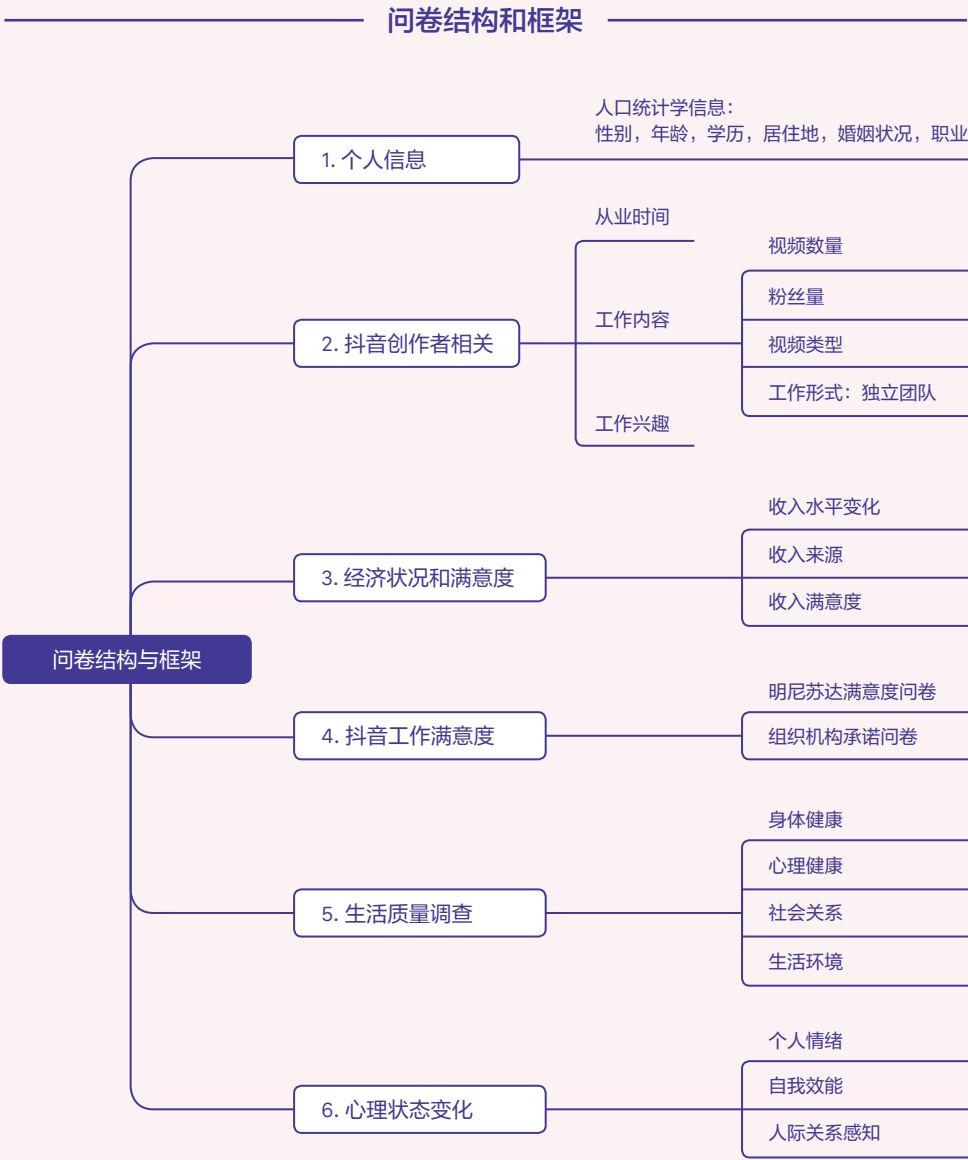 问卷结构和框架
人口统计学信息：
性别，年龄，学历，居住地，婚姻状况，职业
1. 个人信息
从业时间
视频数量
粉丝量
工作内容
2. 抖音创作者相关
视频类型
工作形式：独立团队
工作兴趣
收入水平变化
收入来源
3. 经济状况和满意度
收入满意度
问卷结构与框架
明尼苏达满意度问卷
4. 抖音工作满意度
组织机构承诺问卷
身体健康
心理健康
5. 生活质量调查
社会关系
生活环境
个人情绪
自我效能
6. 心理状态变化
人际关系感知